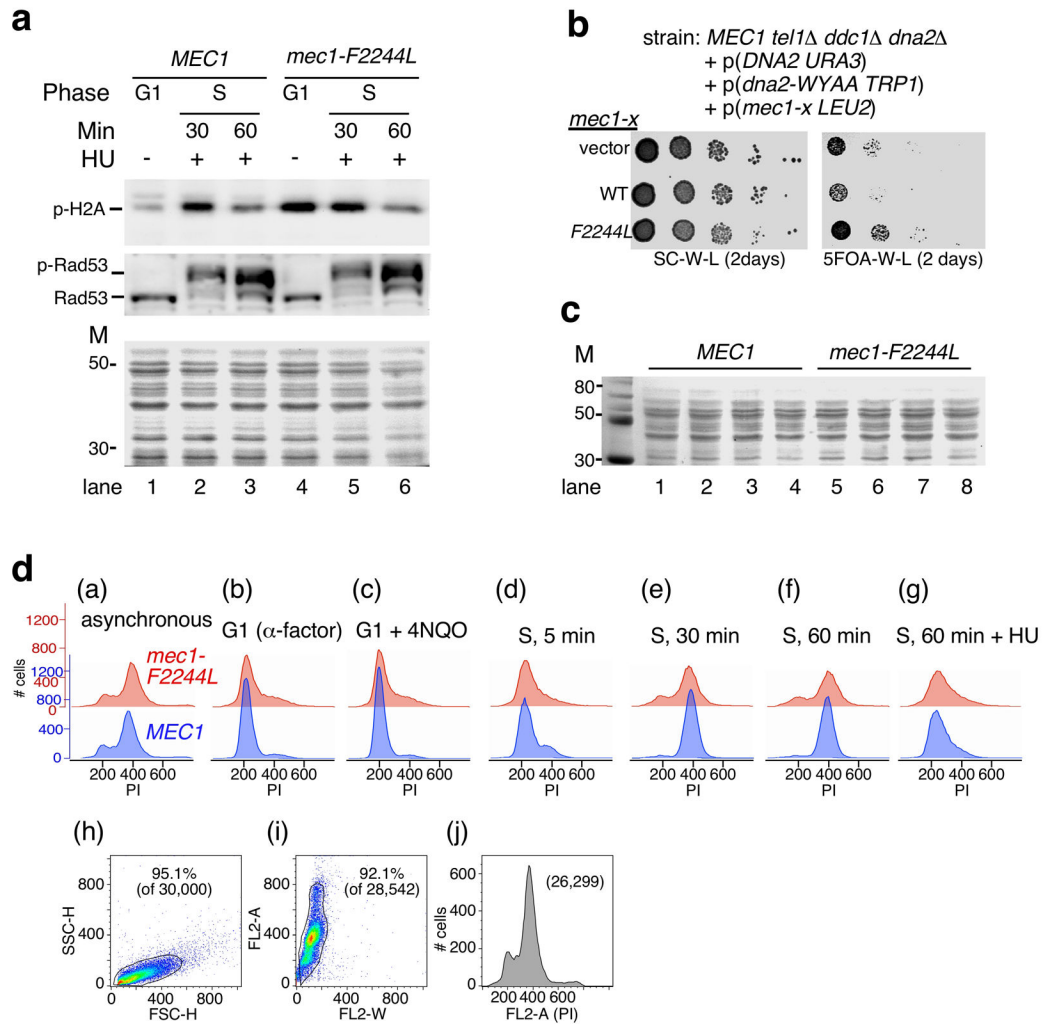 a
MEC1 mec1-F2244L
Phase G1 S G1 S
Min 30 60 30 60
HU - + + - + +
p-H2A
p-Rad53
Rad53
M
50
30
lane 1 2 3 4 5 6
b
strain: MEC1 tel1Δ ddc1Δ dna2Δ
+ p(DNA2 URA3)
+ p(dna2-WYAA TRP1)
+ p(mec1-x LEU2)
mec1-x
vector
WT
F2244L
SC-W-L (2days) 5FOA-W-L (2 days)
c
M MEC1 mec1-F2244L
80
50
30
lane 1 2 3 4 5 6 7 8
d
(a) (b) (c) (d) (e) (f) (g)
asynchronous G1 (α-factor) G1 + 4NQO S, 5 min S, 30 min S, 60 min S, 60 min + HU
1200
800
400
0
# cells
1200
800
400
0
mec1-
F2244L
MEC1
200 400 600 200 400 600 200 400 600 200 400 600 200 400 600 200 400 600 200 400 600
PI PI PI PI PI PI PI
(h) (i) (j)
95.1%
(of 30,000)
SSC-H
800
400
0
0 400 800
FSC-H
92.1%
(of 28,542)
FL2-A
800
400
0
0 400 800
FL2-W
(26,299)
# cells
600
400
200
0
200 400 600
FL2-A (PI)